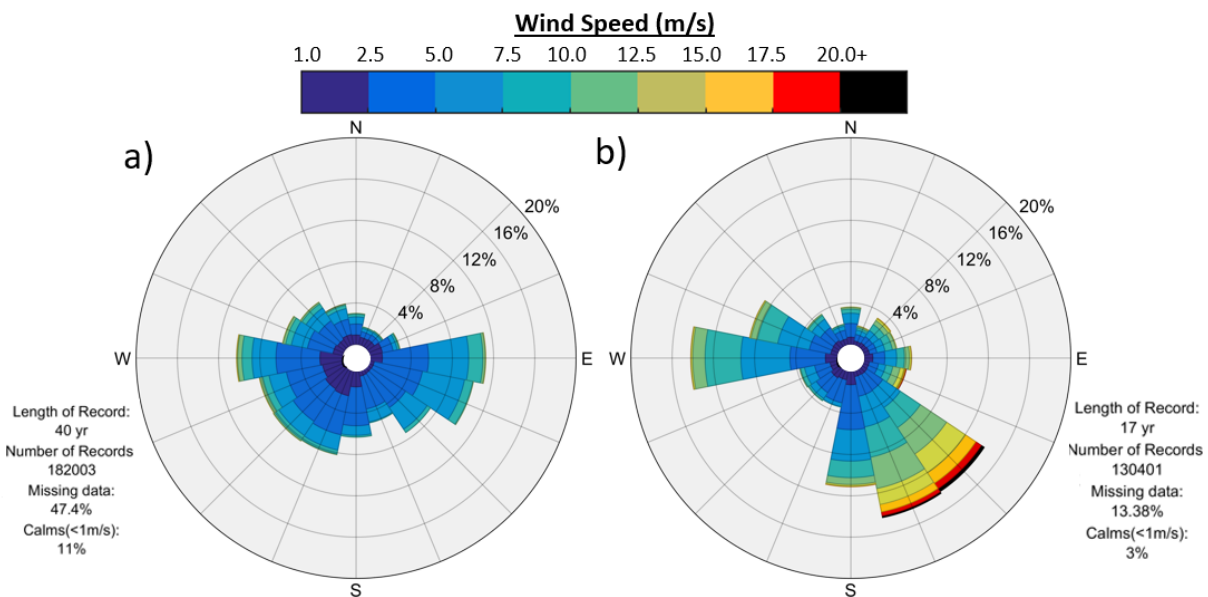 Wind Speed (m/s)
1.0 2.5 5.0 7.5 10.0 12.5 15.0 17.5 20.0+
a)
N
20%
16%
12%
8%
4%
W
E
S
Length of Record:
40 yr
Number of Records
182003
Missing data:
47.4%
Calms(<1m/s):
11%
b)
N
20%
16%
12%
8%
4%
W
E
S
Length of Record:
17 yr
Number of Records
130401
Missing data:
13.38%
Calms(<1m/s):
3%